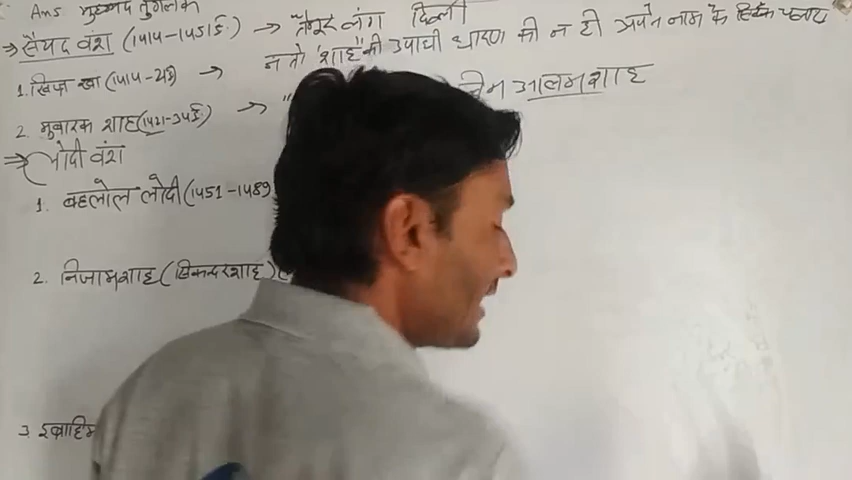 Ans मुहम्मद तुगलक
⇒ सैयद वंश (1414-1451ई.) → तैमूर लंग दिल्ली
न तो "शाह" की उपाधी धारण की न ही अपने नाम के सिक्के चलाए
1. खिज्र खा (1414-21ई) →
आलमशाह
2. मुबारक शाह (1421-34ई.) → "
⇒ लोदी वंश
1. बहलोल लोदी (1451-1489
2. निजामशाह (सिकन्दरशाह) (
3. इब्राहिम